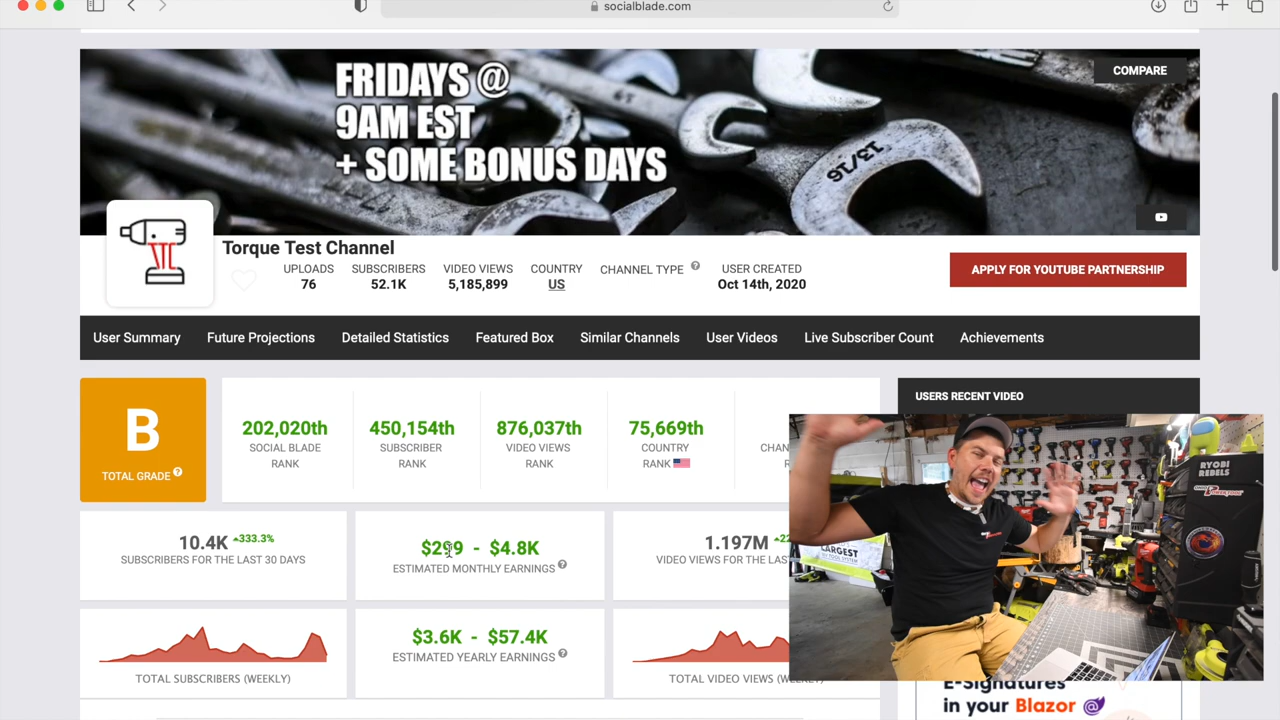 socialblade.com
FRIDAYS @
9AM EST
+ SOME BONUS DAYS
COMPARE
13/16
Torque Test Channel
UPLOADS SUBSCRIBERS VIDEO VIEWS COUNTRY CHANNEL TYPE ? USER CREATED
76 52.1K 5,185,899 US Oct 14th, 2020
APPLY FOR YOUTUBE PARTNERSHIP
User Summary Future Projections Detailed Statistics Featured Box Similar Channels User Videos Live Subscriber Count Achievements
B
TOTAL GRADE ?
202,020th
SOCIAL BLADE
RANK
450,154th
SUBSCRIBER
RANK
876,037th
VIDEO VIEWS
RANK
75,669th
COUNTRY
RANK
USERS RECENT VIDEO
10.4K 333.3%
SUBSCRIBERS FOR THE LAST 30 DAYS
$299 - $4.8K
ESTIMATED MONTHLY EARNINGS ?
1.197M
VIDEO VIEWS FOR THE LAS
RYOBI
REBELS
LARGEST
TOTAL SUBSCRIBERS (WEEKLY)
$3.6K - $57.4K
ESTIMATED YEARLY EARNINGS ?
TOTAL VIDEO VIEWS
E-Signatures
in your Blazor